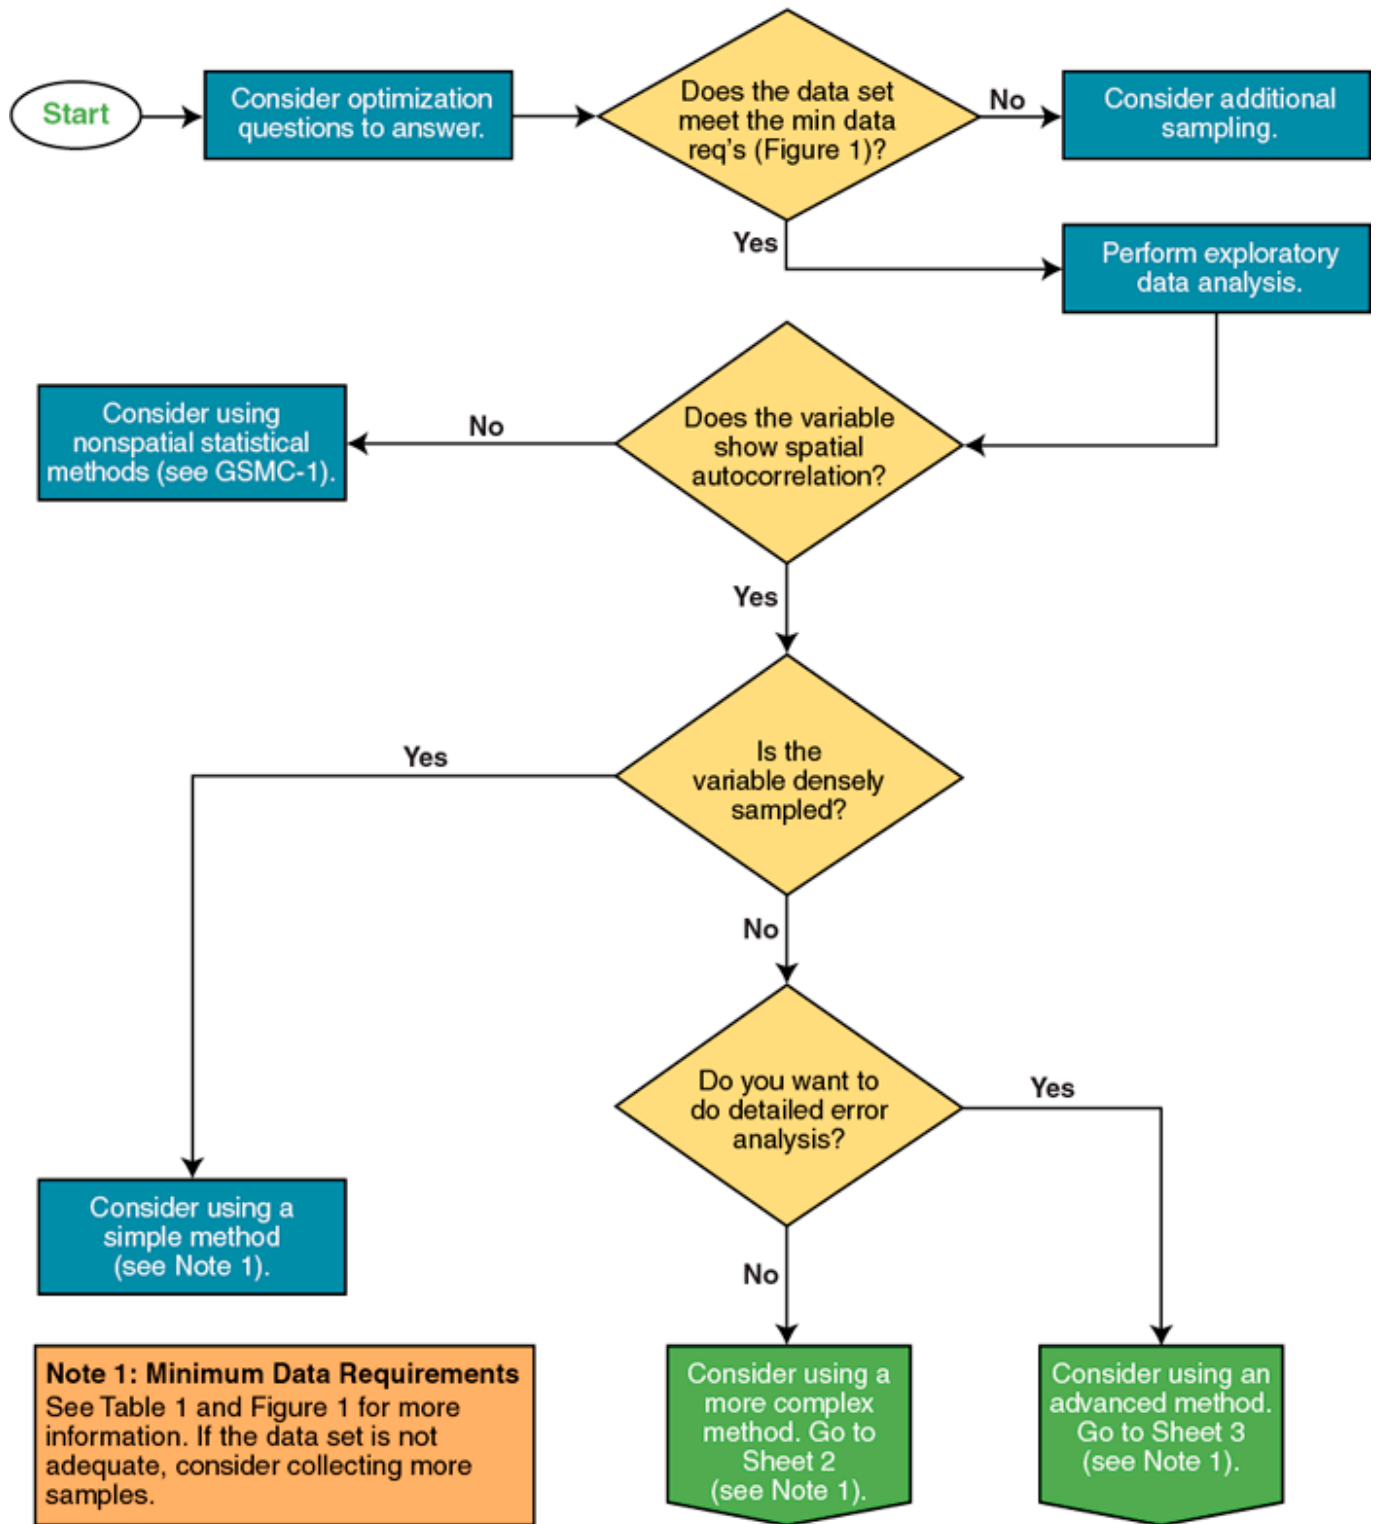 Start
Consider optimization
questions to answer.
Does the data set
meet the min data
req's (Figure 1)?
No
Consider additional
sampling.
Yes
Perform exploratory
data analysis.
Consider using
nonspatial statistical
methods (see GSMC-1).
No
Does the variable
show spatial
autocorrelation?
Yes
Yes
Is the
variable densely
sampled?
No
Do you want to
do detailed error
analysis?
Yes
Consider using a
simple method
(see Note 1).
No
Note 1: Minimum Data Requirements
See Table 1 and Figure 1 for more
information. If the data set is not
adequate, consider collecting more
samples.
Consider using a
more complex
method. Go to
Sheet 2
(see Note 1).
Consider using an
advanced method.
Go to Sheet 3
(see Note 1).